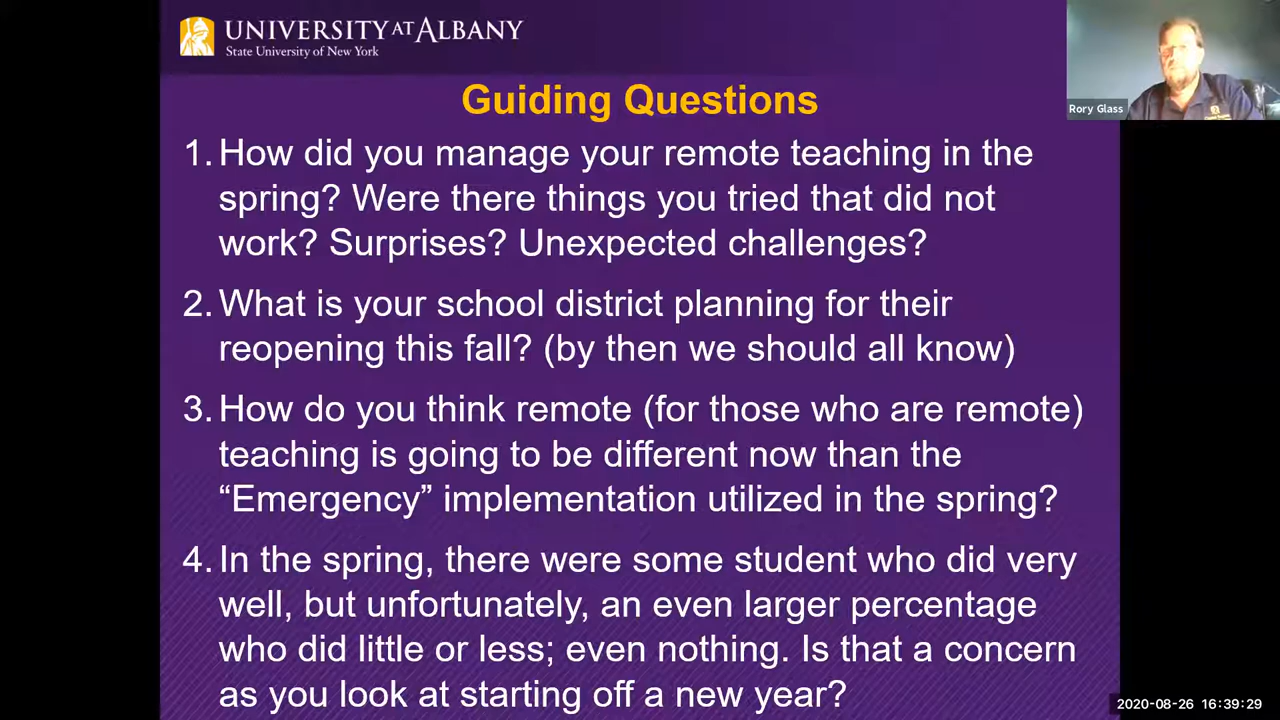 UNIVERSITY AT ALBANY
State University of New York
Guiding Questions
Rory Glass
1. How did you manage your remote teaching in the
spring? Were there things you tried that did not
work? Surprises? Unexpected challenges?
2. What is your school district planning for their
reopening this fall? (by then we should all know)
3. How do you think remote (for those who are remote)
teaching is going to be different now than the
“Emergency” implementation utilized in the spring?
4. In the spring, there were some student who did very
well, but unfortunately, an even larger percentage
who did little or less; even nothing. Is that a concern
as you look at starting off a new year?
2020-08-26 16:39:29